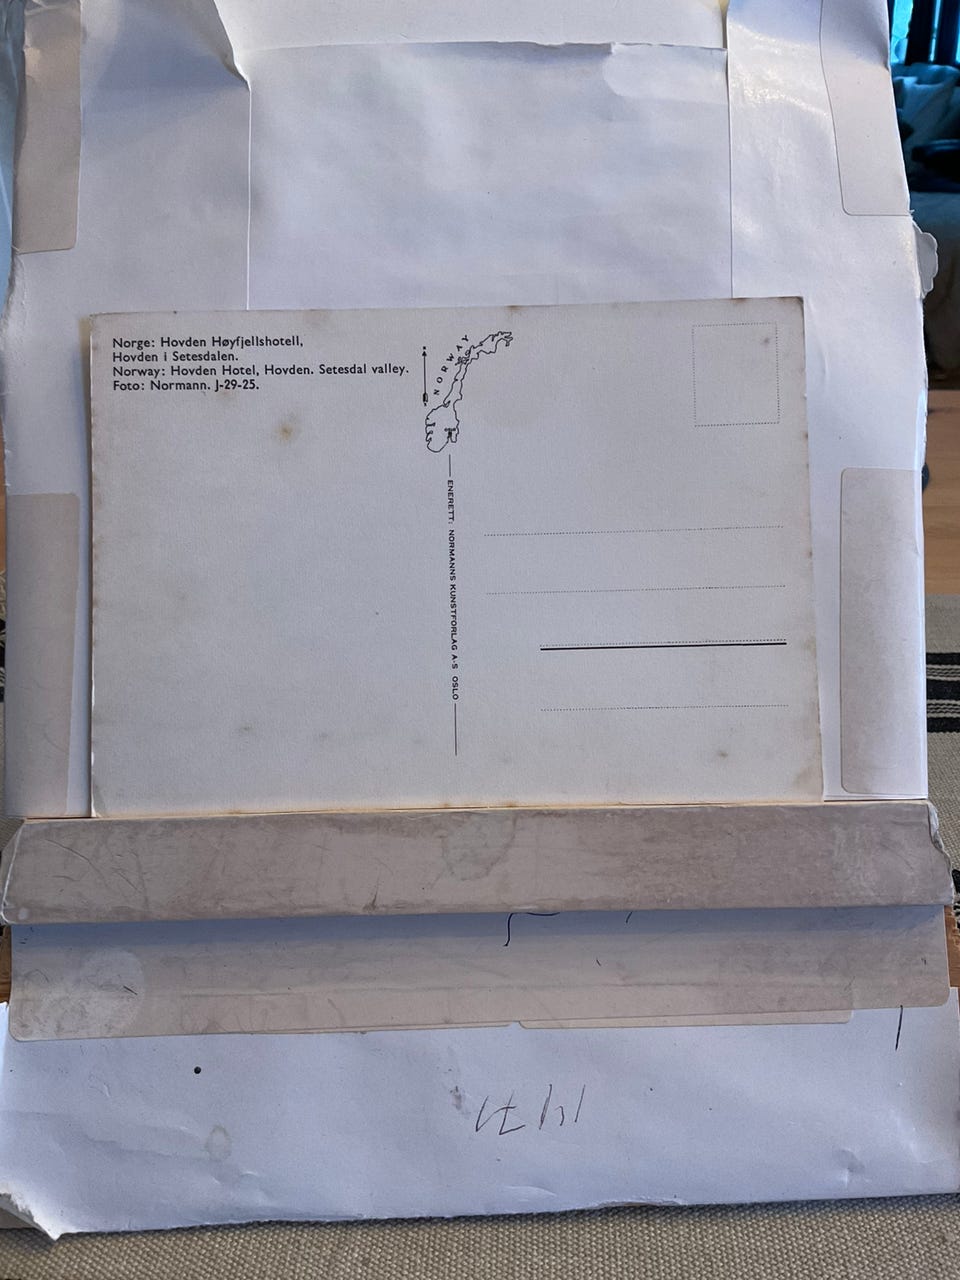 Norge: Hovden Høyfjellshotell,
Hovden i Setesdalen.
Norway: Hovden Hotel, Hovden. Setesdal valley.
Foto: Normann. J-29-25.
NORWAY
ENERETT: NORMANNS KUNSTFORLAG A-S OSLO